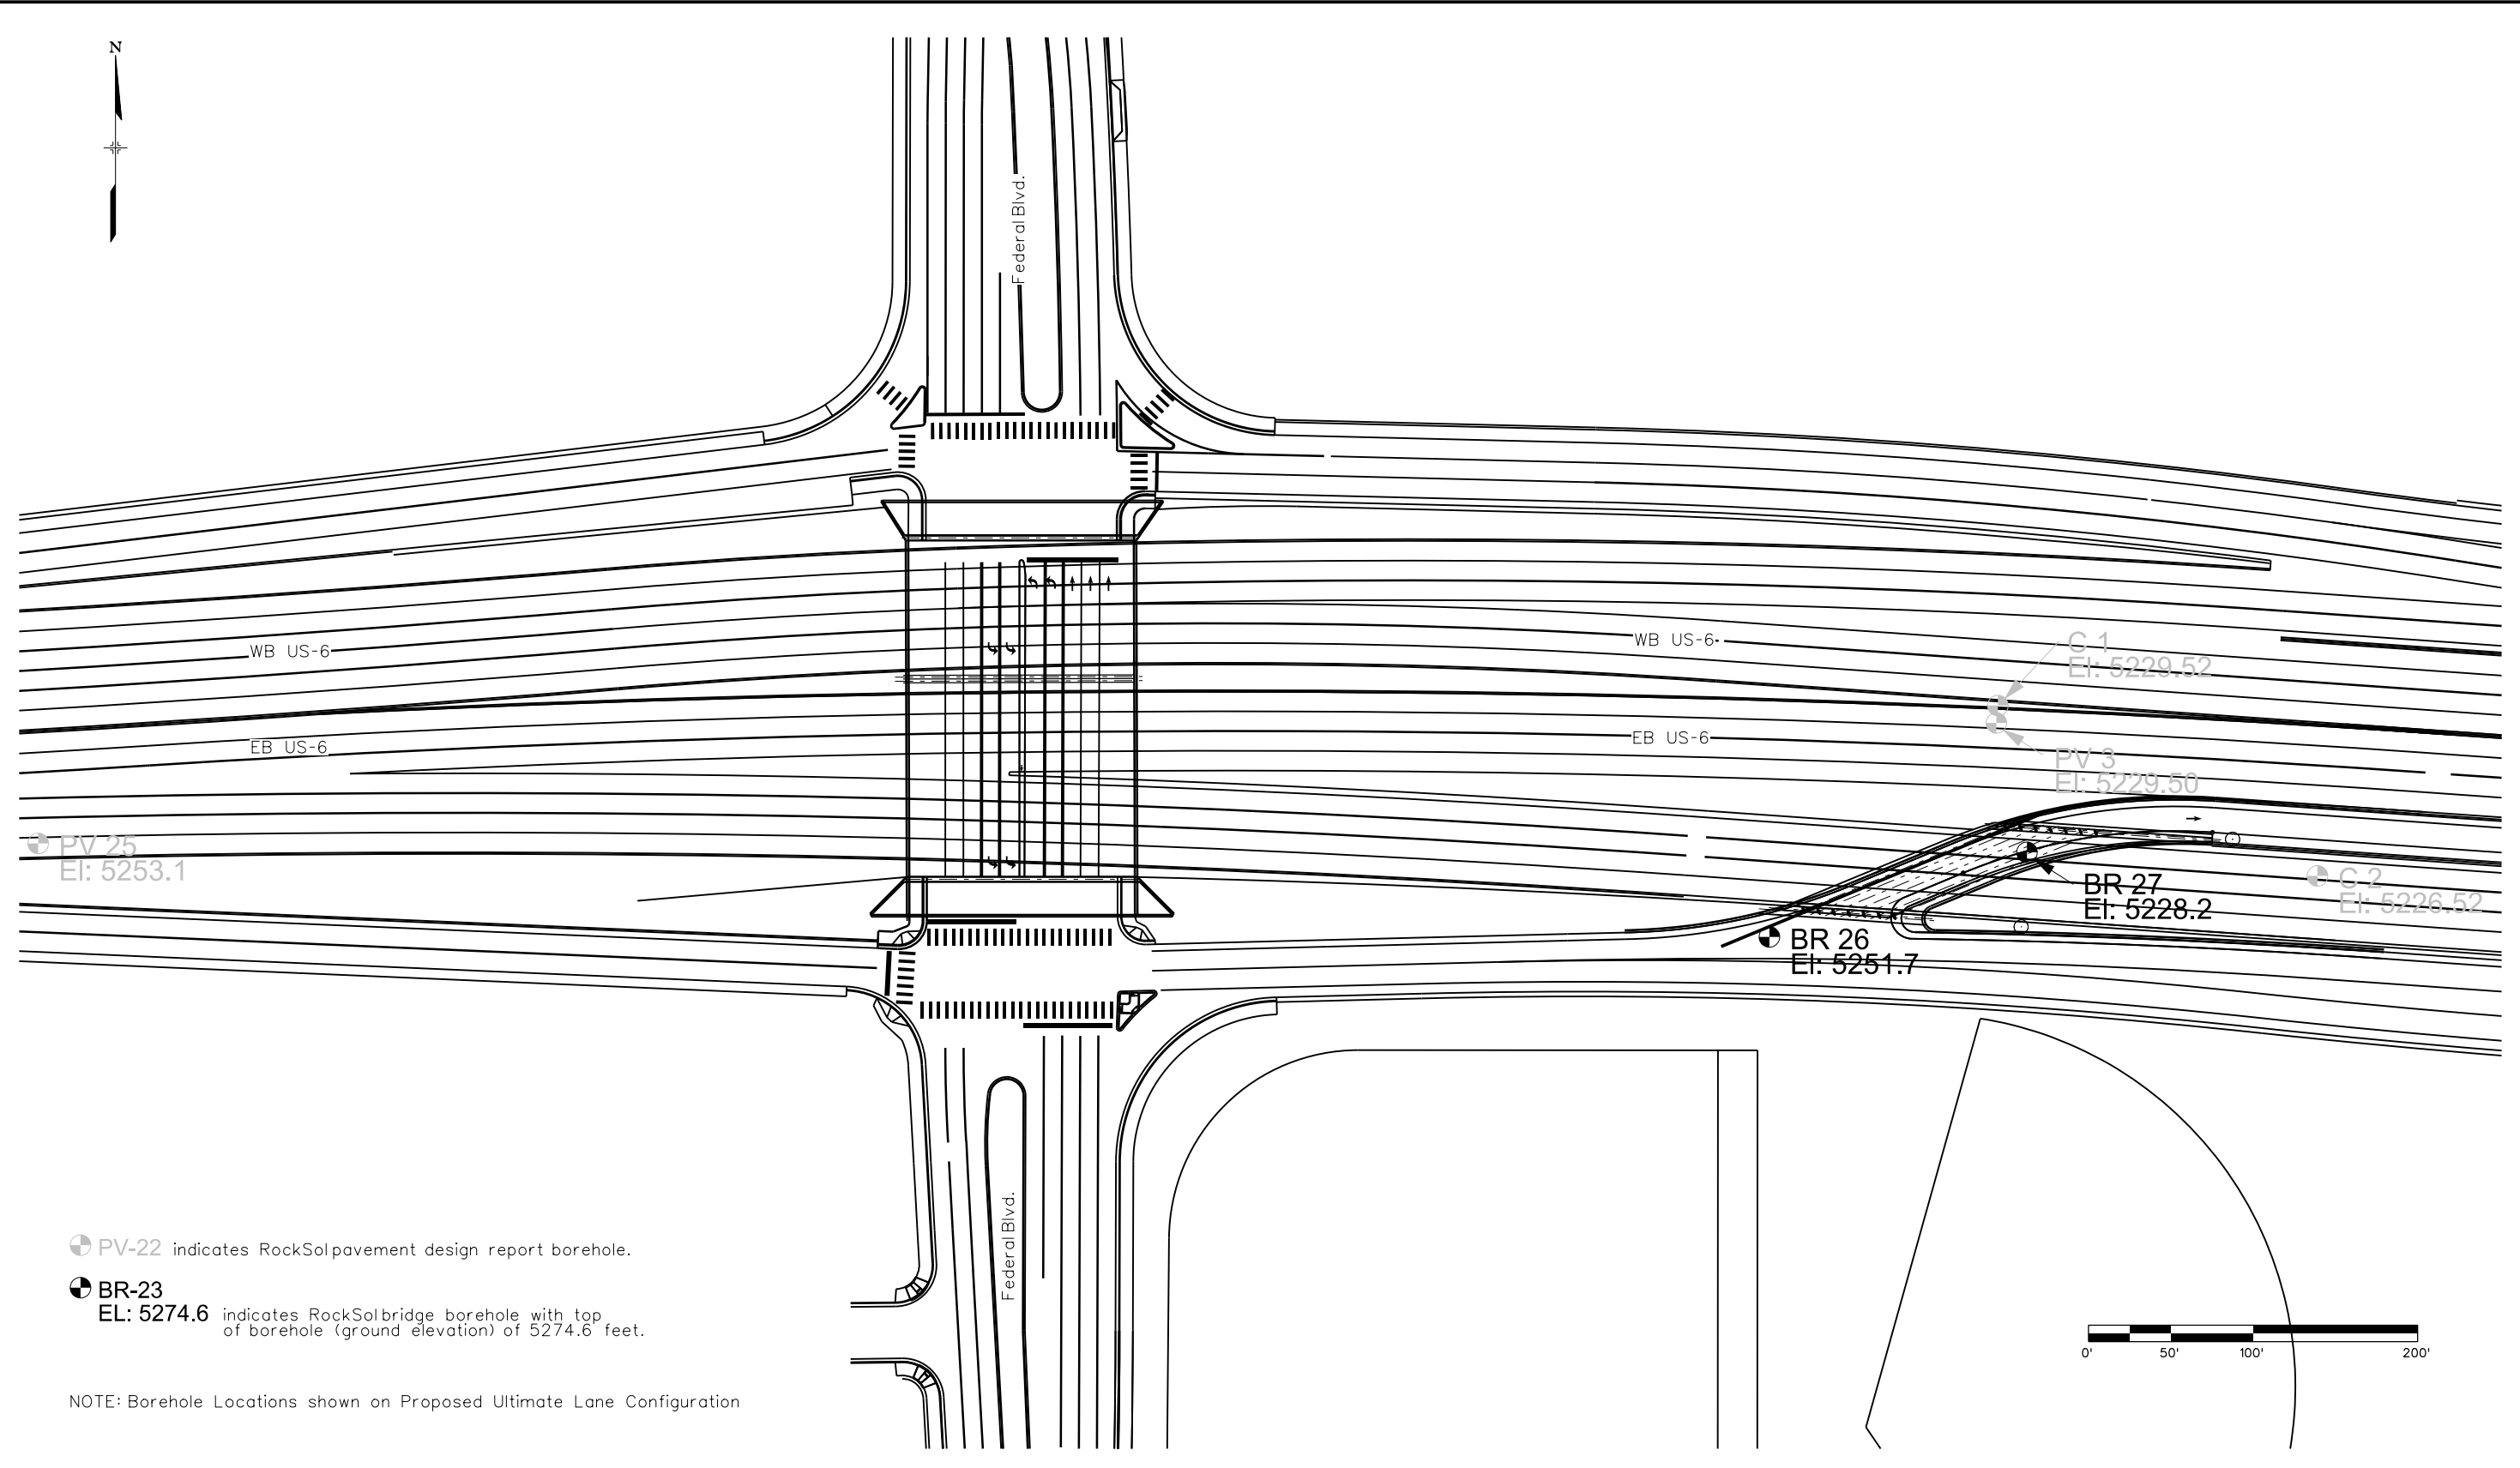 N
Federal Blvd.
WB US-6
WB US-6
C 1
El: 5229.52
EB US-6
EB US-6
PV 3
El: 5229.50
PV 25
El: 5253.1
BR 27
El: 5228.2
C 2
El: 5226.52
BR 26
El: 5251.7
Federal Blvd.
PV-22 indicates RockSol pavement design report borehole.
BR-23
EL: 5274.6 indicates RockSol bridge borehole with top
of borehole (ground elevation) of 5274.6 feet.
0' 50' 100' 200'
NOTE: Borehole Locations shown on Proposed Ultimate Lane Configuration